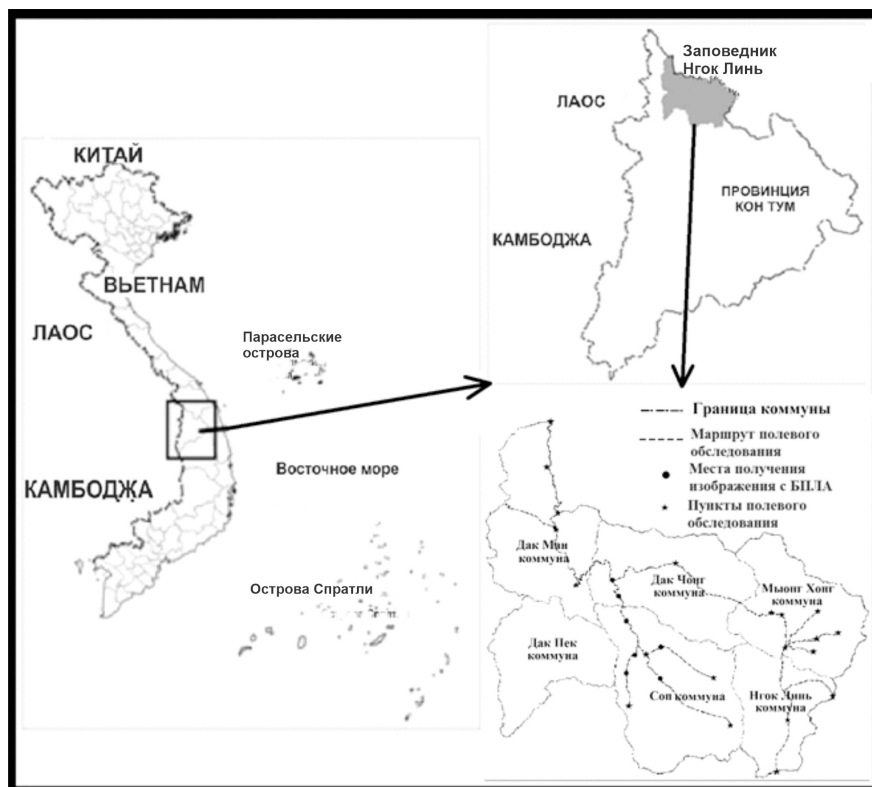 КИТАЙ
ВЬЕТНАМ
ЛАОС
Парасельские
острова
КАМБОДЖА
Восточное море
Острова Спратли
Заповедник
Нгок Линь
ЛАОС
ПРОВИНЦИЯ
КОН ТУМ
КАМБОДЖА
Граница коммуны
Маршрут полевого
обследования
Места получения
изображения с БПЛА
Пункты полевого
обследования
Дак Ман
коммуна
Дак Чонг
коммуна
Мыонг Хонг
коммуна
Дак Пек
коммуна
Соп коммуна
Нгок Линь
коммуна